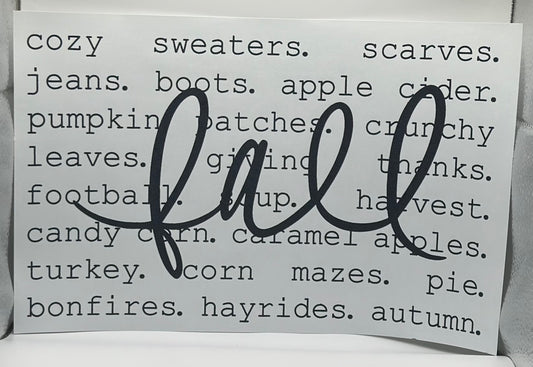 cozy sweaters. scarves.
jeans. boots. apple cider.
pumpkin patches. crunchy
leaves. giving thanks.
football. soup. harvest.
candy corn. caramel apples.
turkey. corn mazes. pie.
bonfires. hayrides. autumn.
fall